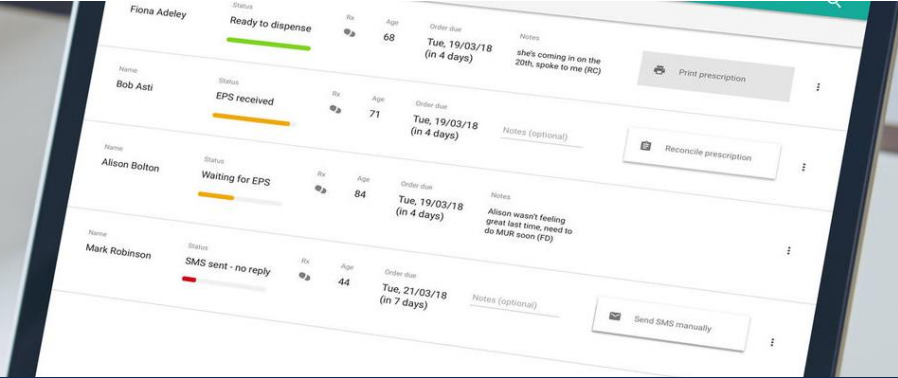 Status
Rx
Age
Order due
Notes
Fiona Adeley
Ready to dispense
68
Tue, 19/03/18
(in 4 days)
she's coming in on the
20th, spoke to me (RC)
Print prescription
Name
Status
Rx
Age
Order due
Bob Asti
EPS received
71
Tue, 19/03/18
(in 4 days)
Notes (optional)
Reconcile prescription
Name
Status
Rx
Age
Order due
Notes
Alison Bolton
Waiting for EPS
84
Tue, 19/03/18
(in 4 days)
Alison wasn't feeling
great last time, need to
do MUR soon (FD)
Name
Status
Rx
Age
Order due
Mark Robinson
SMS sent - no reply
44
Tue, 21/03/18
(in 7 days)
Notes (optional)
Send SMS manually